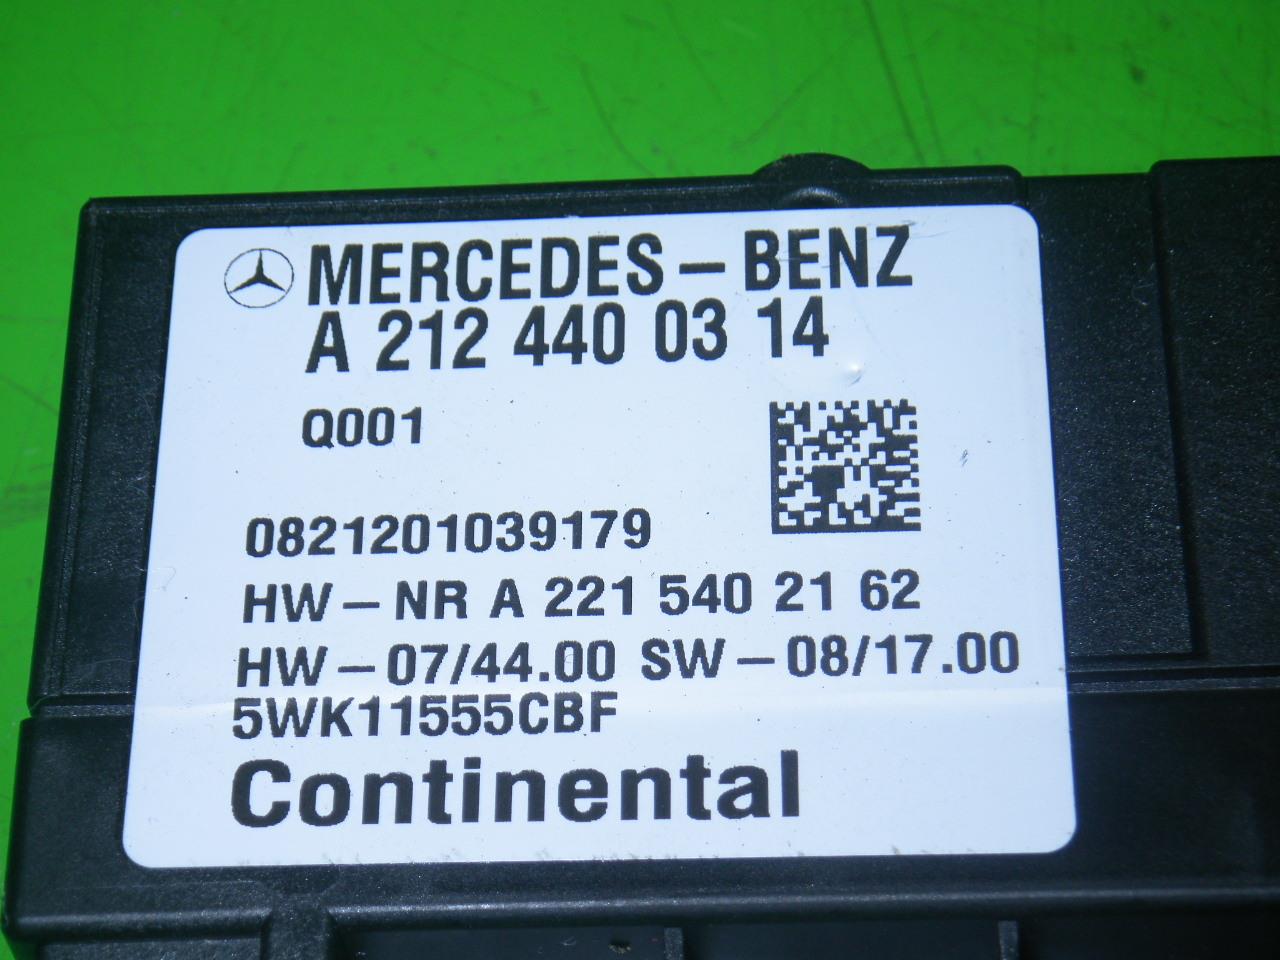 MERCEDES-BENZ
A 212 440 03 14
Q001
0821201039179
HW-NR A 221 540 21 62
HW-07/44.00 SW-08/17.00
5WK11555CBF
Continental